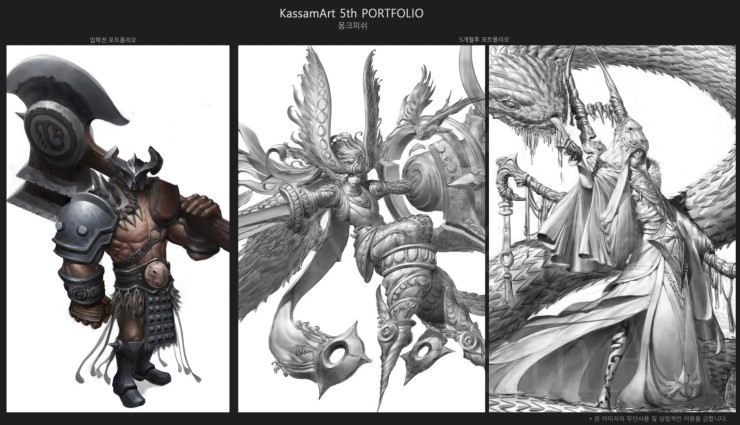 KassamArt 5th PORTFOLIO
몽크피쉬
입학전 포트폴리오
5개월후 포트폴리오
* 본 이미지의 무단사용 및 상업적인 이용을 금합니다.